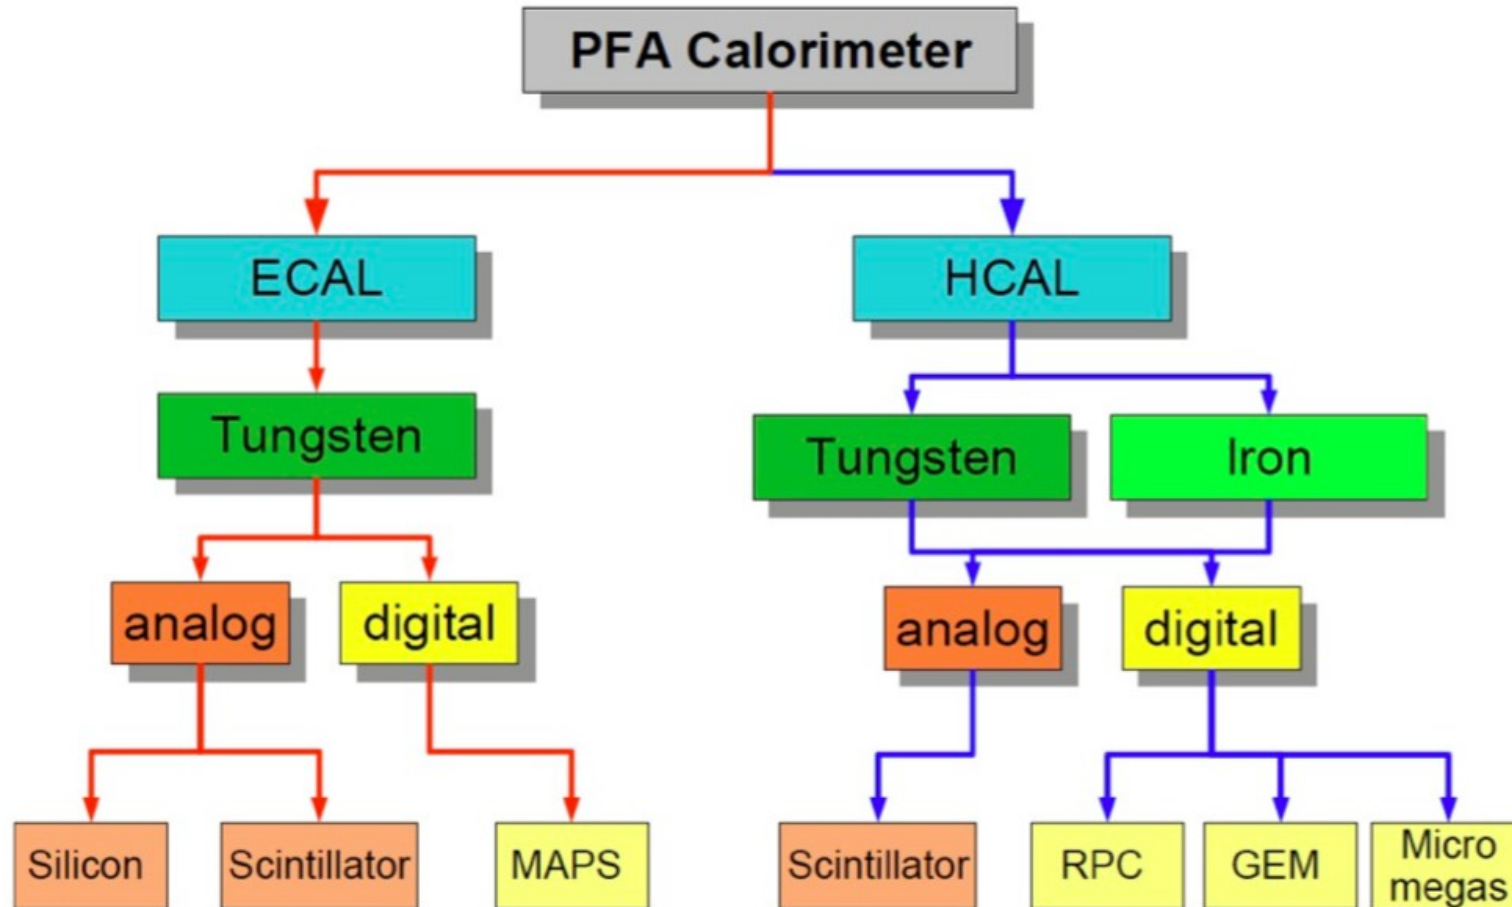 PFA Calorimeter
ECAL
HCAL
Tungsten
Tungsten
Iron
analog
digital
analog
digital
Silicon
Scintillator
MAPS
Scintillator
RPC
GEM
Micro
megas